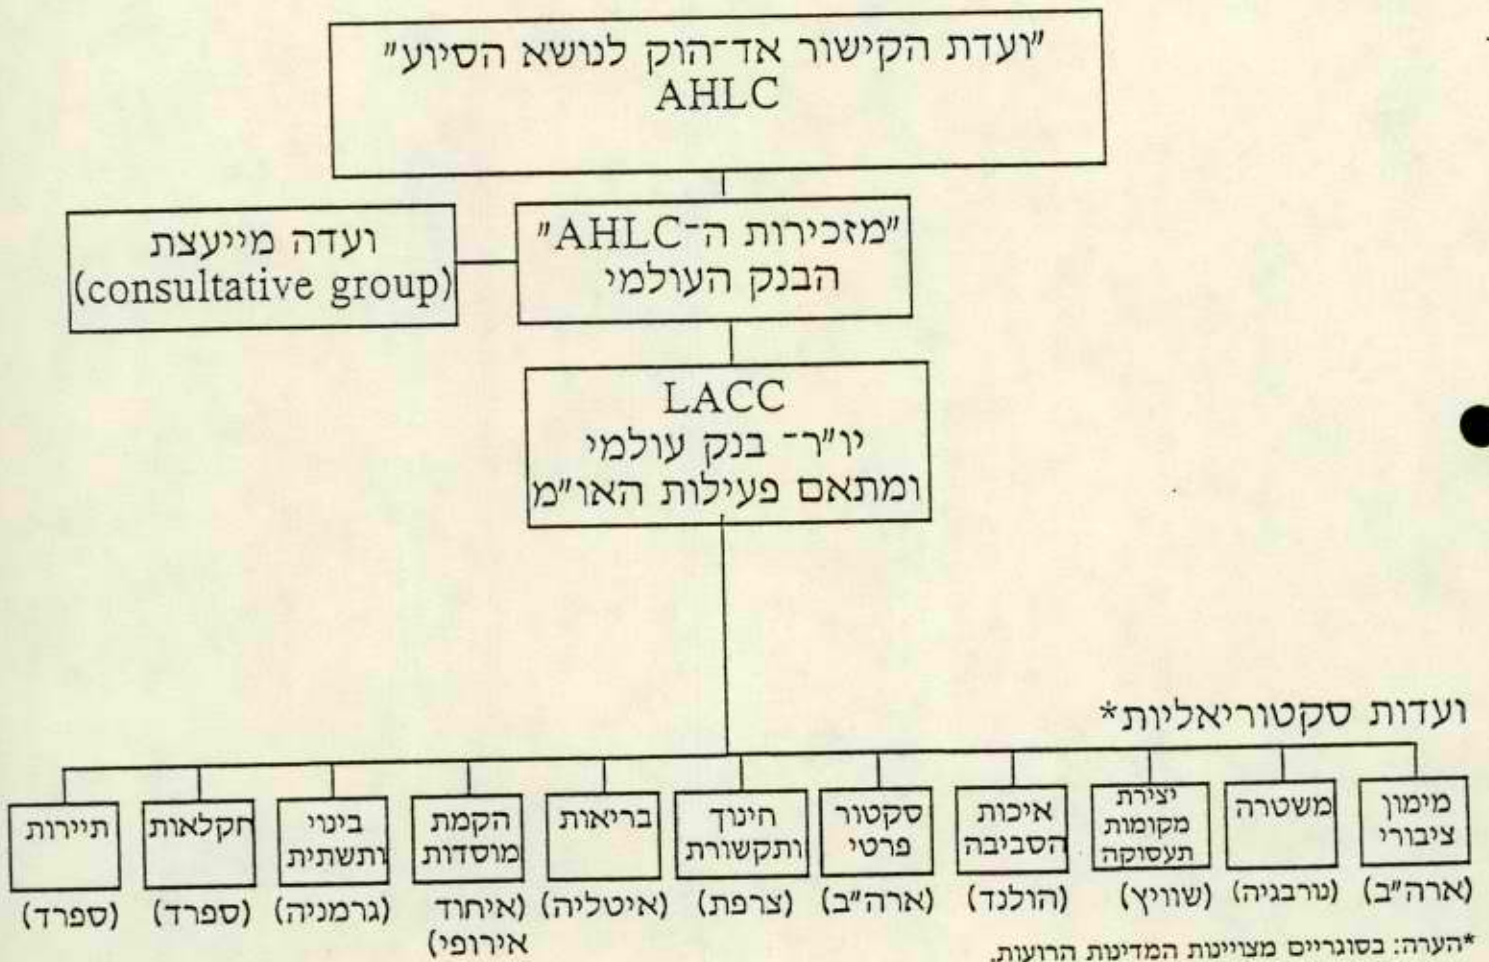 "ועדת הקישור אד־הוק לנושא הסיוע"
AHLC
"מזכירות ה־AHLC"
הבנק העולמי
ועדה מייעצת
(consultative group)
LACC
יו"ר־ בנק עולמי
ומתאם פעילות האו"מ
ועדות סקטוריאליות*
מימון
ציבורי
(ארה"ב)
משטרה
(נורבגיה)
יצירת
מקומות
תעסוקה
(שוויץ)
איכות
הסביבה
(הולנד)
סקטור
פרטי
(ארה"ב)
חינוך
ותקשורת
(צרפת)
בריאות
(איטליה)
הקמת
מוסדות
(איחוד
אירופי)
בינוי
ותשתית
(גרמניה)
חקלאות
(ספרד)
תיירות
(ספרד)
*הערה: בסוגריים מצויינות המדינות הרועות.